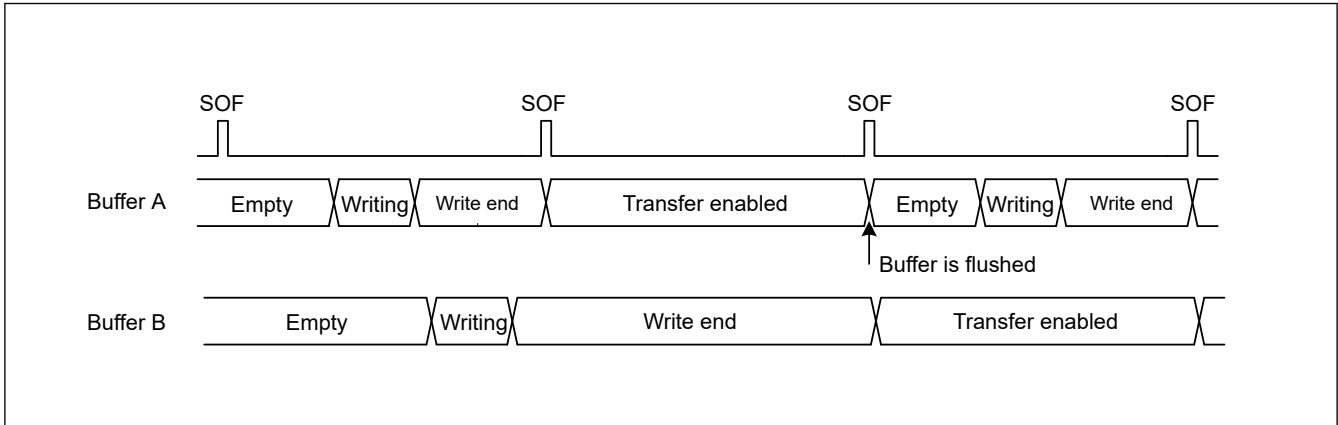 SOF SOF SOF SOF
Buffer A Empty Writing Write end Transfer enabled Empty Writing Write end
Buffer is flushed
Buffer B Empty Writing Write end Transfer enabled